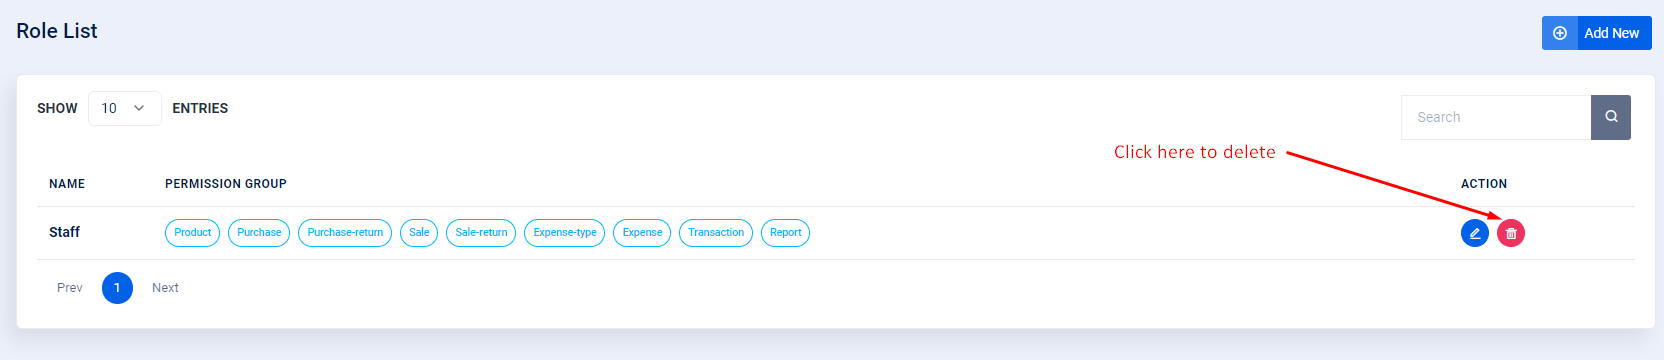 Role List
Add New
SHOW 10 ENTRIES
Search
Click here to delete
NAME PERMISSION GROUP ACTION
Staff Product Purchase Purchase-return Sale Sale-return Expense-type Expense Transaction Report
Prev 1 Next